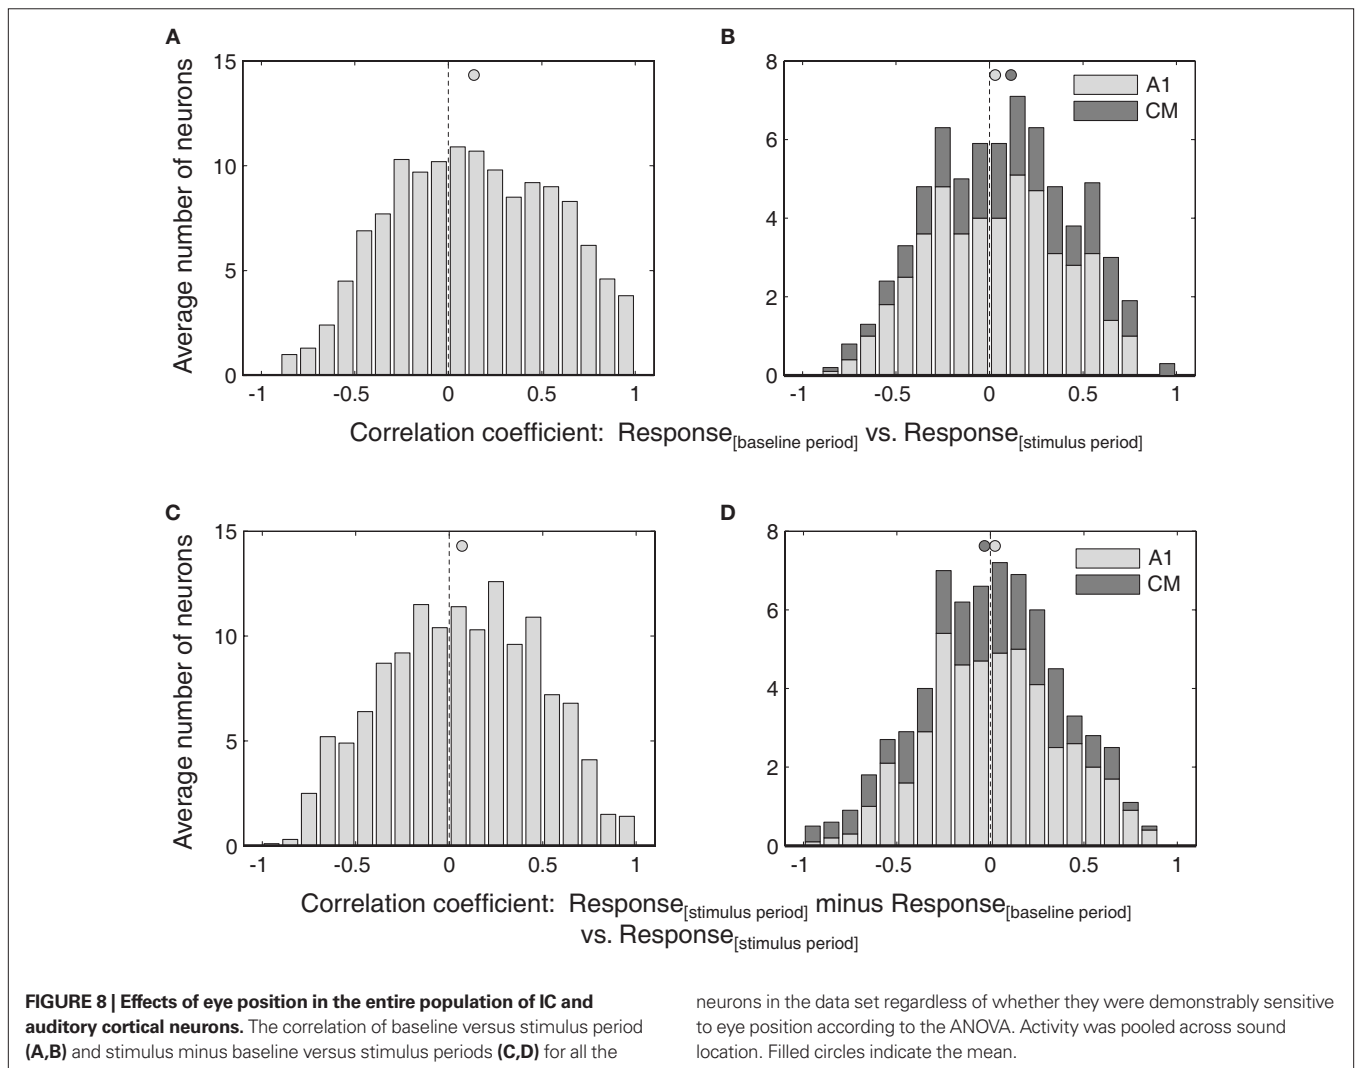 A
B
15
10
5
0
Average number of neurons
-1 -0.5 0 0.5 1
8
6
4
2
0
A1
CM
-1 -0.5 0 0.5 1
Correlation coefficient: Response[baseline period] vs. Response[stimulus period]
C
D
15
10
5
0
Average number of neurons
-1 -0.5 0 0.5 1
8
6
4
2
0
A1
CM
-1 -0.5 0 0.5 1
Correlation coefficient: Response[stimulus period] minus Response[baseline period]
vs. Response[stimulus period]
FIGURE 8 | Effects of eye position in the entire population of IC and
auditory cortical neurons. The correlation of baseline versus stimulus period
(A,B) and stimulus minus baseline versus stimulus periods (C,D) for all the
neurons in the data set regardless of whether they were demonstrably sensitive
to eye position according to the ANOVA. Activity was pooled across sound
location. Filled circles indicate the mean.